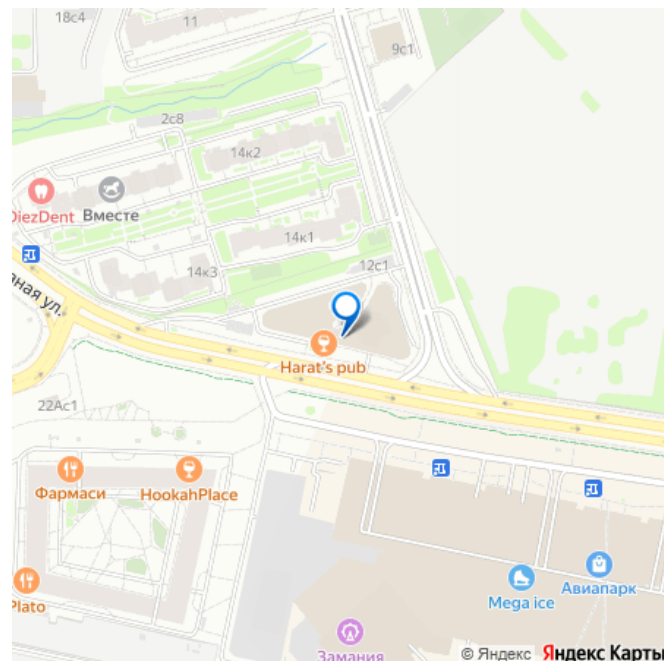 18с4
11
9с1
2с8
14к2
DiezDent
Вместе
14к1
14к3
12с1
зная ул.
Harat's pub
22Ас1
Фармаси
HookahPlace
Plato
Mega ice
Авиапарк
Замания
© Яндекс Яндекс Карты